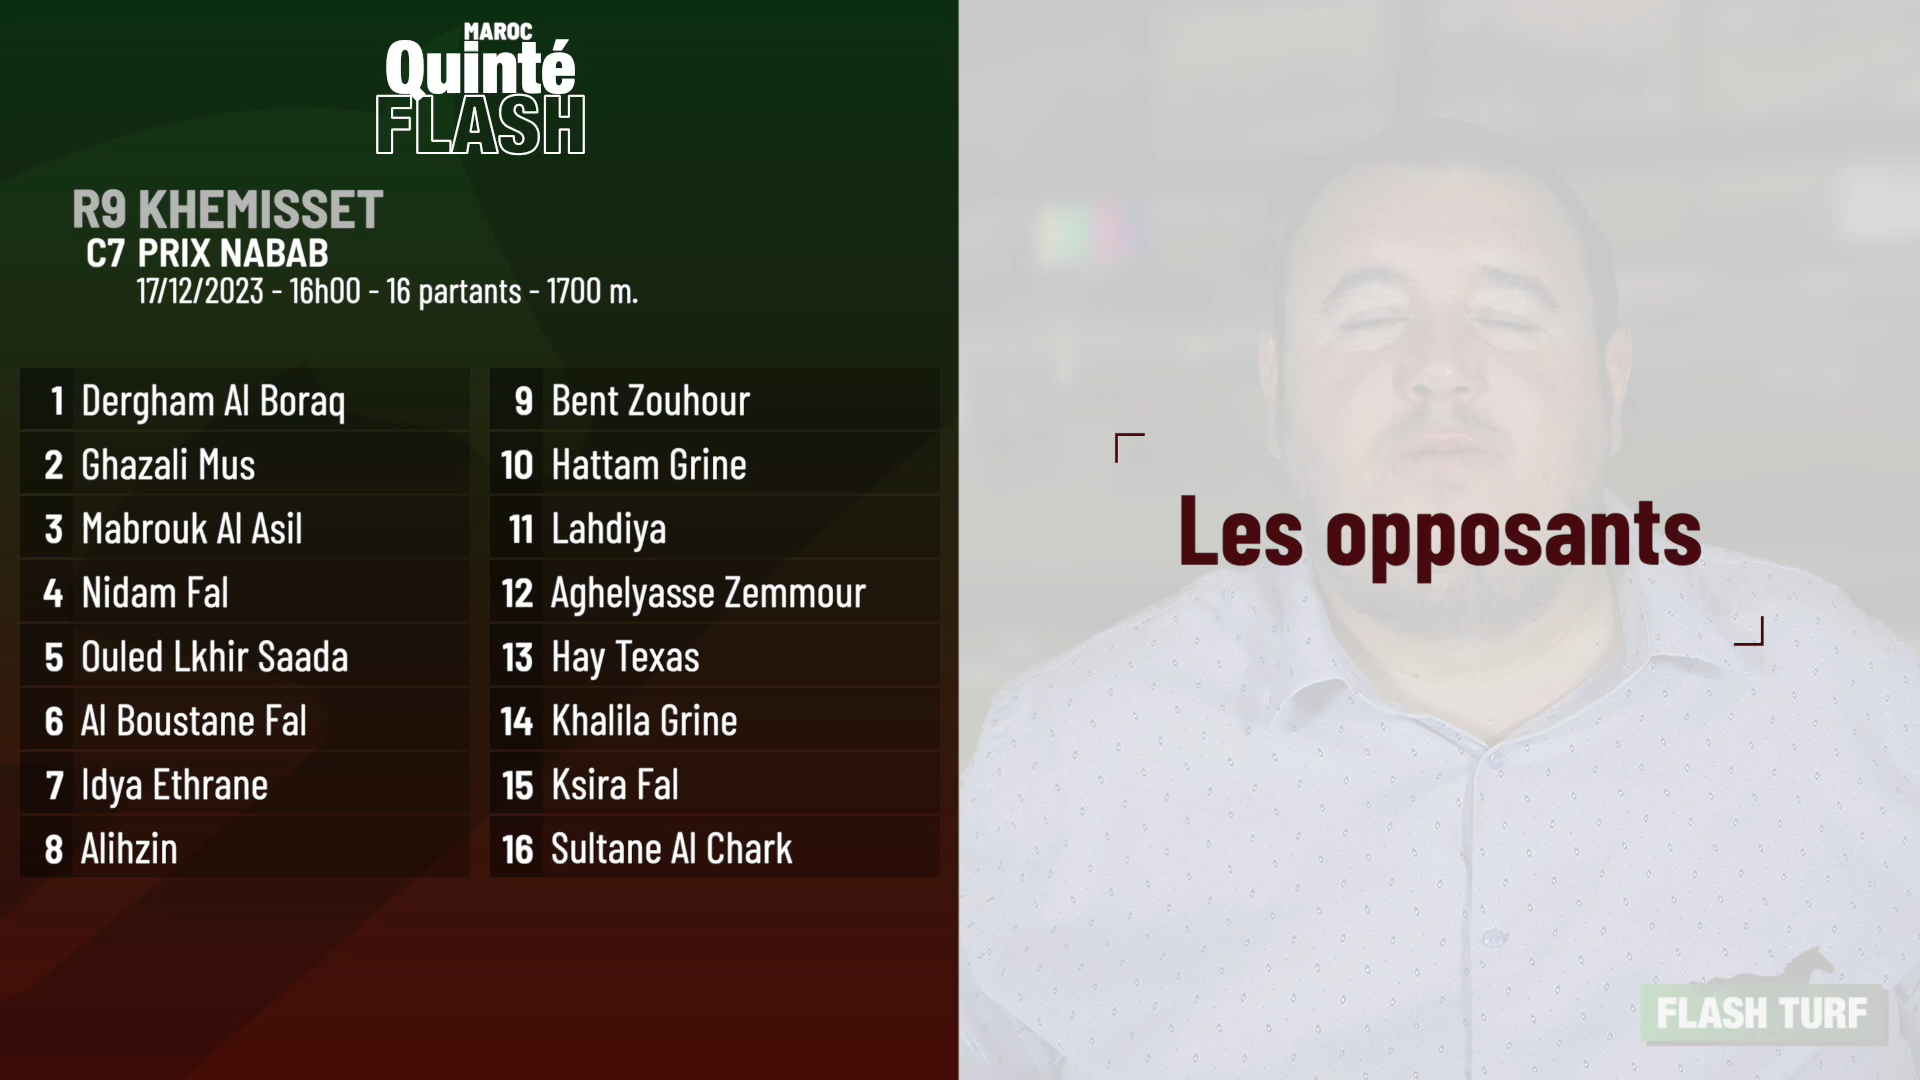 MAROC
Quinté
FLASH
R9 KHEMISSET
C7 PRIX NABAB
17/12/2023 - 16h00 - 16 partants - 1700 m.
1 Dergham Al Boraq
2 Ghazali Mus
3 Mabrouk Al Asil
4 Nidam Fal
5 Ouled Lkhir Saada
6 Al Boustane Fal
7 Idya Ethrane
8 Alihzin
9 Bent Zouhour
10 Hattam Grine
11 Lahdiya
12 Aghelyasse Zemmour
13 Hay Texas
14 Khalila Grine
15 Ksira Fal
16 Sultane Al Chark
Les opposants
FLASH TURF